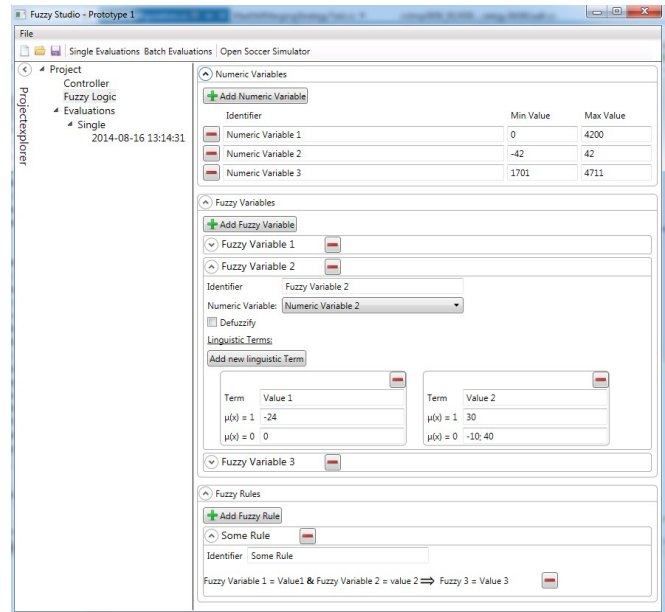 Fuzzy Studio - Prototype 1
File
Single Evaluations Batch Evaluations Open Soccer Simulator
Projectexplorer
Project
Controller
Fuzzy Logic
Evaluations
Single
2014-08-16 13:14:31
Numeric Variables
Add Numeric Variable
Identifier Min Value Max Value
Numeric Variable 1 0 4200
Numeric Variable 2 -42 42
Numeric Variable 3 1701 4711
Fuzzy Variables
Add Fuzzy Variable
Fuzzy Variable 1
Fuzzy Variable 2
Identifier Fuzzy Variable 2
Numeric Variable: Numeric Variable 2
Defuzzify
Linguistic Terms:
Add new linguistic Term
Term Value 1
μ(x) = 1 -24
μ(x) = 0 0
Term Value 2
μ(x) = 1 30
μ(x) = 0 -10; 40
Fuzzy Variable 3
Fuzzy Rules
Add Fuzzy Rule
Some Rule
Identifier Some Rule
Fuzzy Variable 1 = Value1 & Fuzzy Variable 2 = value 2 ⟹ Fuzzy 3 = Value 3